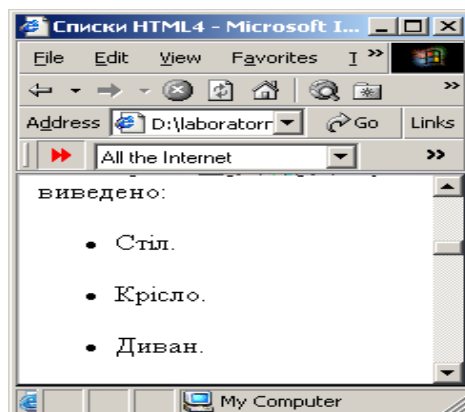 Списки HTML4 - Microsoft I...
File Edit View Favorites T »
»
Address D:\laboratorr Go Links
All the Internet »
виведено:
• Стіл.
• Крісло.
• Диван.
My Computer